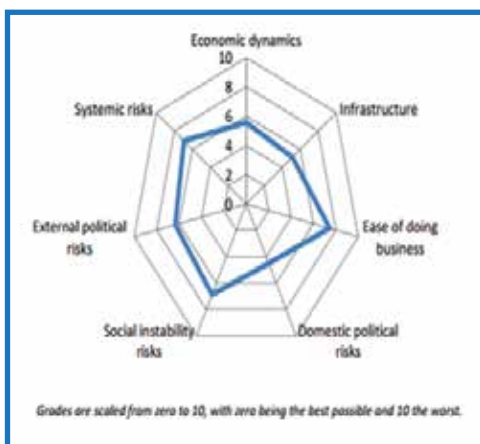 Economic dynamics
10
8
6
4
2
0
Infrastructure
Ease of doing
business
Domestic political
risks
Social instability
risks
External political
risks
Systemic risks
Grades are scaled from zero to 10, with zero being the best possible and 10 the worst.